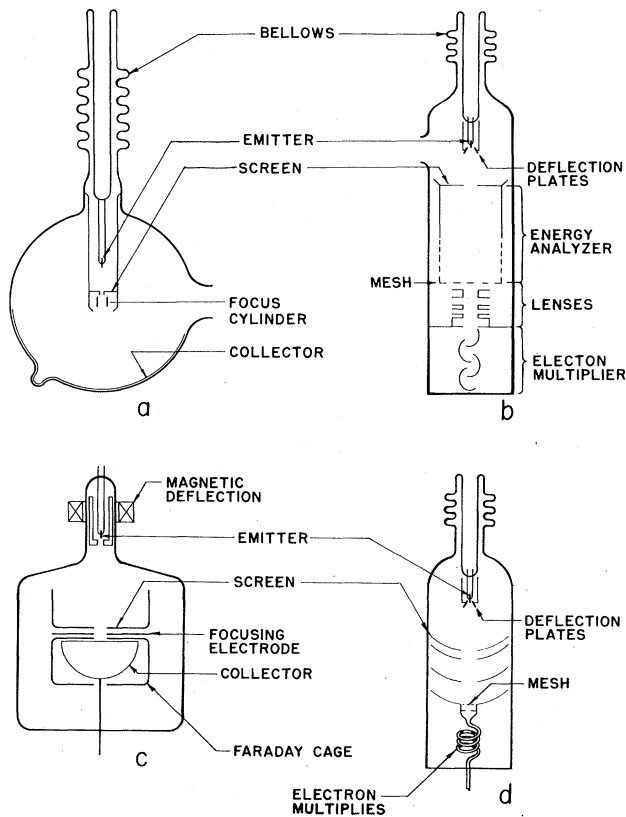 BELLOWS
EMITTER
SCREEN
DEFLECTION
PLATES
ENERGY
ANALYZER
MESH
FOCUS
CYLINDER
LENSES
COLLECTOR
ELECTON
MULTIPLIER
a
b
MAGNETIC
DEFLECTION
EMITTER
SCREEN
DEFLECTION
PLATES
FOCUSING
ELECTRODE
COLLECTOR
MESH
FARADAY CAGE
c
ELECTRON
MULTIPLIES
d